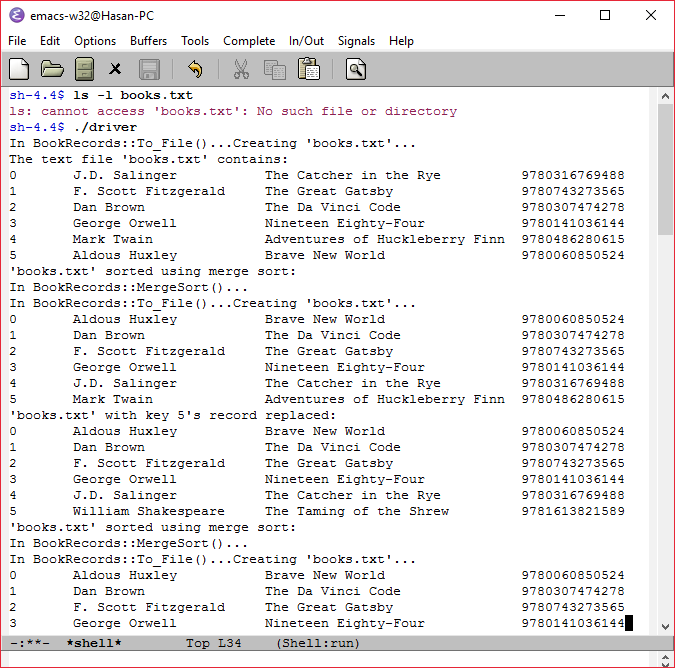 emacs-w32@Hasan-PC
File Edit Options Buffers Tools Complete In/Out Signals Help
sh-4.4$ ls -l books.txt
ls: cannot access 'books.txt': No such file or directory
sh-4.4$ ./driver
In BookRecords::To_File()...Creating 'books.txt'...
The text file 'books.txt' contains:
0 J.D. Salinger The Catcher in the Rye 9780316769488
1 F. Scott Fitzgerald The Great Gatsby 9780743273565
2 Dan Brown The Da Vinci Code 9780307474278
3 George Orwell Nineteen Eighty-Four 9780141036144
4 Mark Twain Adventures of Huckleberry Finn 9780486280615
5 Aldous Huxley Brave New World 9780060850524
'books.txt' sorted using merge sort:
In BookRecords::MergeSort()...
In BookRecords::To_File()...Creating 'books.txt'...
0 Aldous Huxley Brave New World 9780060850524
1 Dan Brown The Da Vinci Code 9780307474278
2 F. Scott Fitzgerald The Great Gatsby 9780743273565
3 George Orwell Nineteen Eighty-Four 9780141036144
4 J.D. Salinger The Catcher in the Rye 9780316769488
5 Mark Twain Adventures of Huckleberry Finn 9780486280615
'books.txt' with key 5's record replaced:
0 Aldous Huxley Brave New World 9780060850524
1 Dan Brown The Da Vinci Code 9780307474278
2 F. Scott Fitzgerald The Great Gatsby 9780743273565
3 George Orwell Nineteen Eighty-Four 9780141036144
4 J.D. Salinger The Catcher in the Rye 9780316769488
5 William Shakespeare The Taming of the Shrew 9781613821589
'books.txt' sorted using merge sort:
In BookRecords::MergeSort()...
In BookRecords::To_File()...Creating 'books.txt'...
0 Aldous Huxley Brave New World 9780060850524
1 Dan Brown The Da Vinci Code 9780307474278
2 F. Scott Fitzgerald The Great Gatsby 9780743273565
3 George Orwell Nineteen Eighty-Four 9780141036144
-:**- *shell* Top L34 (Shell:run)